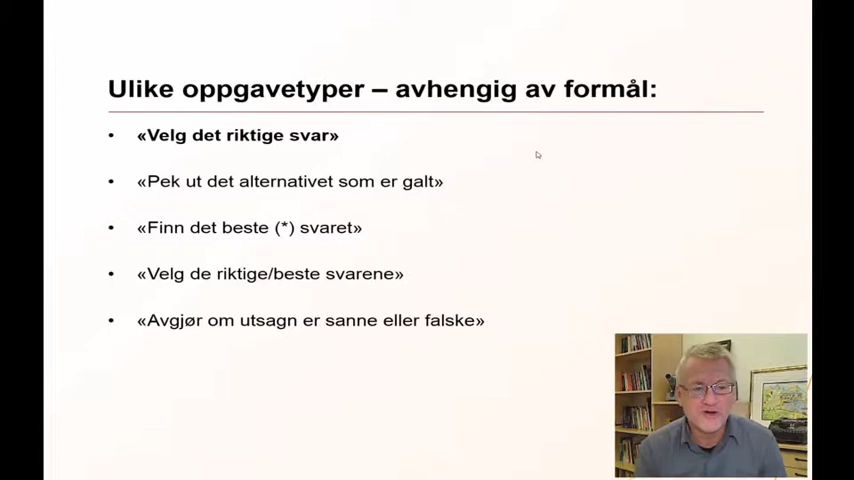 Ulike oppgavetyper – avhengig av formål:
• «Velg det riktige svar»
• «Pek ut det alternativet som er galt»
• «Finn det beste (*) svaret»
• «Velg de riktige/beste svarene»
• «Avgjør om utsagn er sanne eller falske»